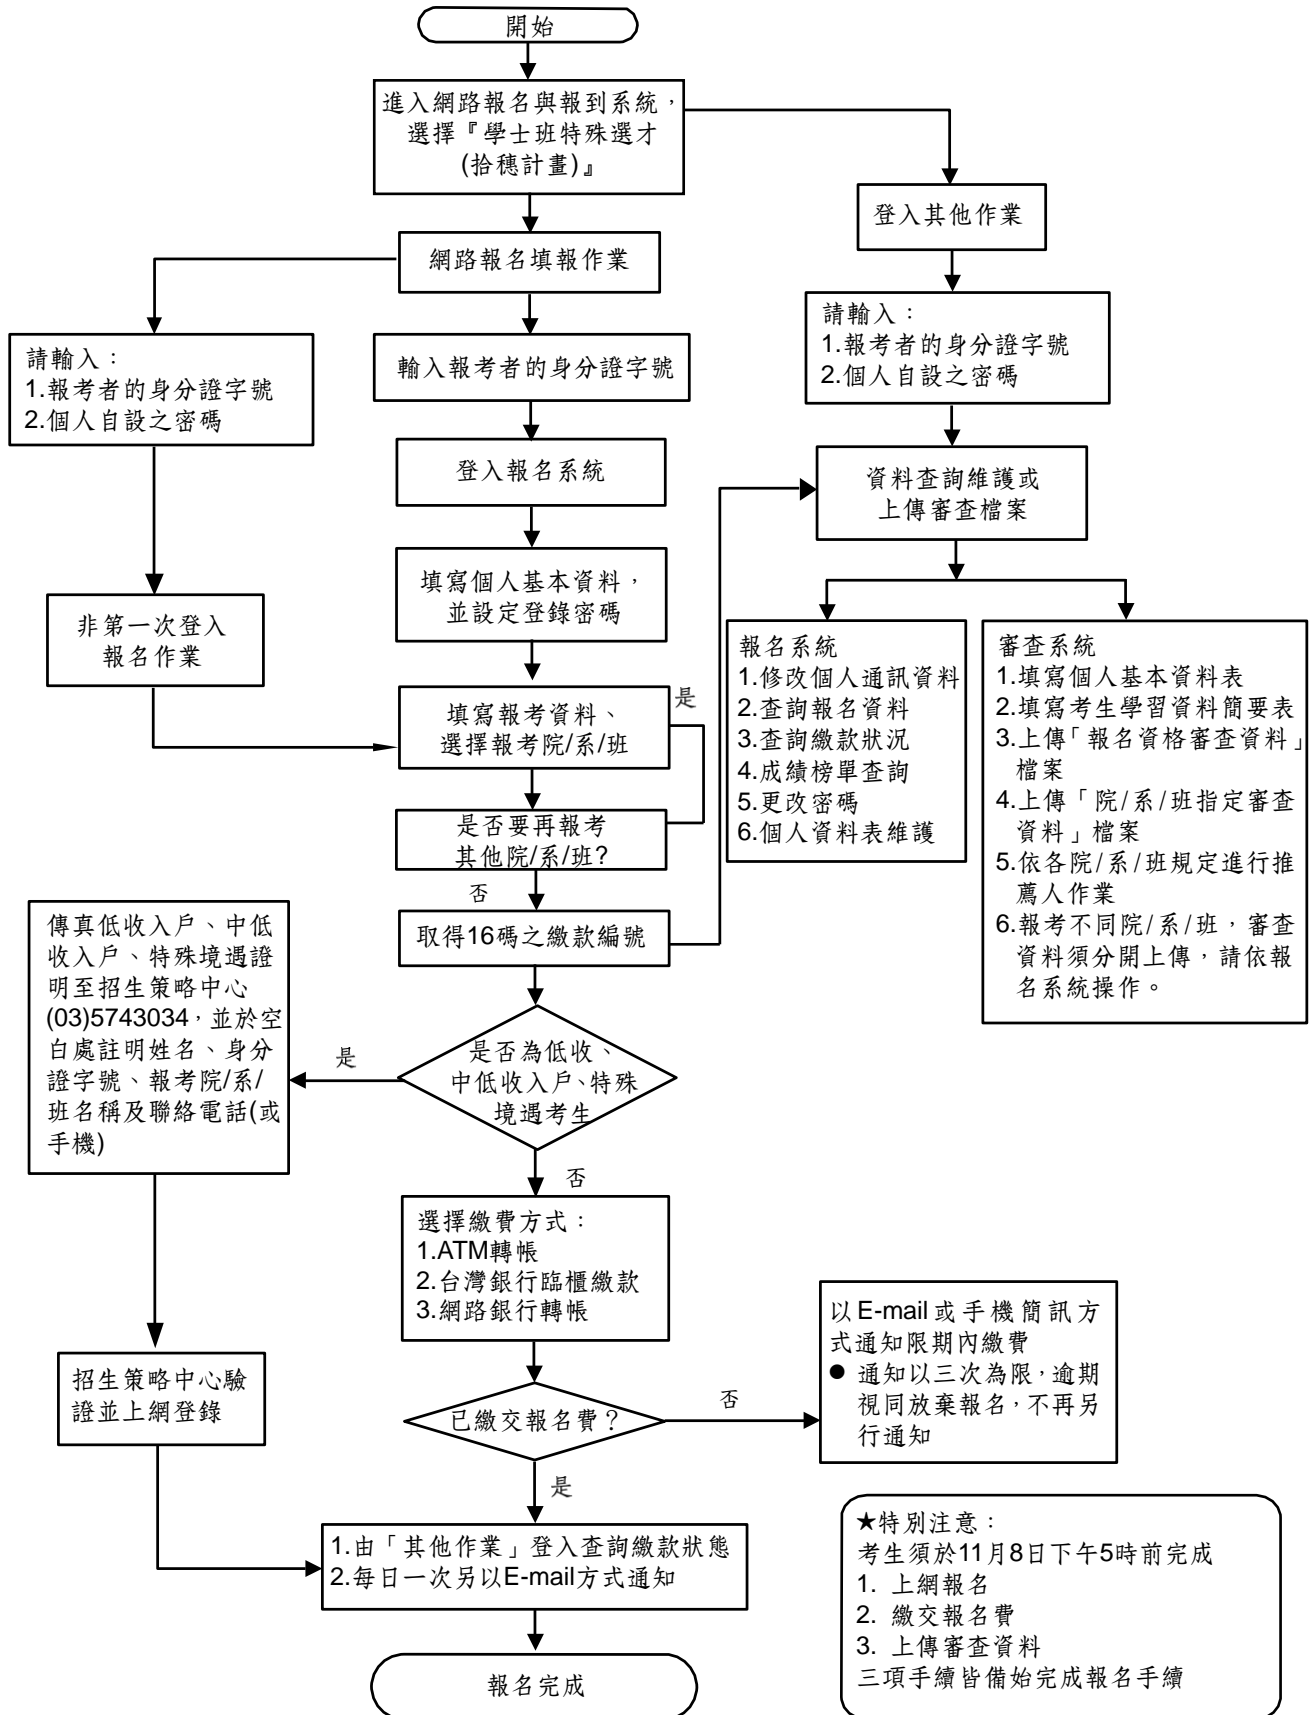 開始
進入網路報名與報到系統，
選擇『學士班特殊選才
(拾穗計畫)』
登入其他作業
網路報名填報作業
請輸入：
1.報考者的身分證字號
2.個人自設之密碼
請輸入：
1.報考者的身分證字號
2.個人自設之密碼
輸入報考者的身分證字號
登入報名系統
資料查詢維護或
上傳審查檔案
填寫個人基本資料，
並設定登錄密碼
非第一次登入
報名作業
報名系統
1.修改個人通訊資料
2.查詢報名資料
3.查詢繳款狀況
4.成績榜單查詢
5.更改密碼
6.個人資料表維護
審查系統
1.填寫個人基本資料表
2.填寫考生學習資料簡要表
3.上傳「報名資格審查資料」
檔案
4.上傳「院/系/班指定審查
資料」檔案
5.依各院/系/班規定進行推
薦人作業
6.報考不同院/系/班，審查
資料須分開上傳，請依報
名系統操作。
填寫報考資料、
選擇報考院/系/班
是
是否要再報考
其他院/系/班?
否
取得16碼之繳款編號
傳真低收入戶、中低
收入戶、特殊境遇證
明至招生策略中心
(03)5743034，並於空
白處註明姓名、身分
證字號、報考院/系/
班名稱及聯絡電話(或
手機)
是
是否為低收、
中低收入戶、特殊
境遇考生
否
選擇繳費方式：
1.ATM轉帳
2.台灣銀行臨櫃繳款
3.網路銀行轉帳
以E-mail或手機簡訊方
式通知限期內繳費
● 通知以三次為限，逾期
視同放棄報名，不再另
行通知
招生策略中心驗
證並上網登錄
已繳交報名費？
否
是
1.由「其他作業」登入查詢繳款狀態
2.每日一次另以E-mail方式通知
報名完成
★特別注意：
考生須於11月8日下午5時前完成
1. 上網報名
2. 繳交報名費
3. 上傳審查資料
三項手續皆備始完成報名手續